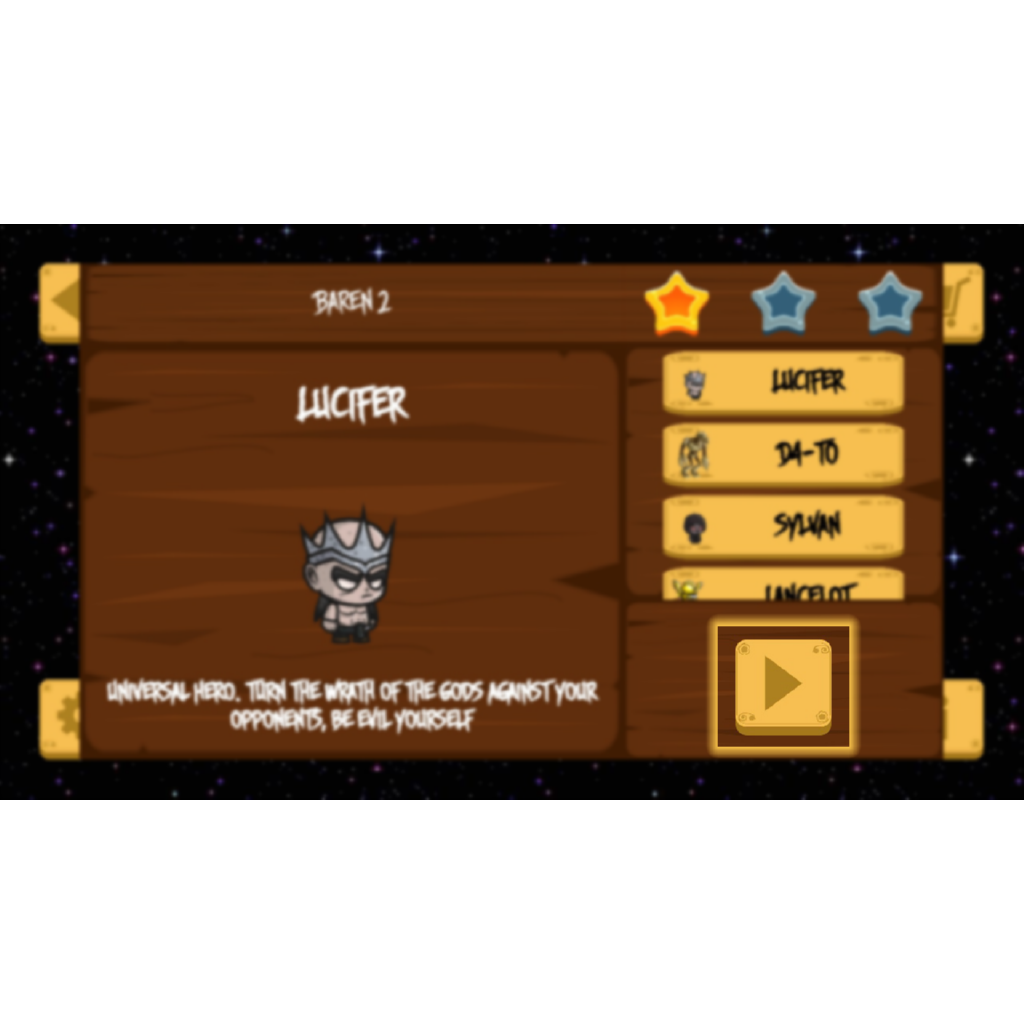 BAREN 2
LUCIFER
UNIVERSAL HERO. TURN THE WRATH OF THE GODS AGAINST YOUR
OPPONENTS, BE EVIL YOURSELF
LUCIFER
D4-TO
SYLVAN
LANCELOT